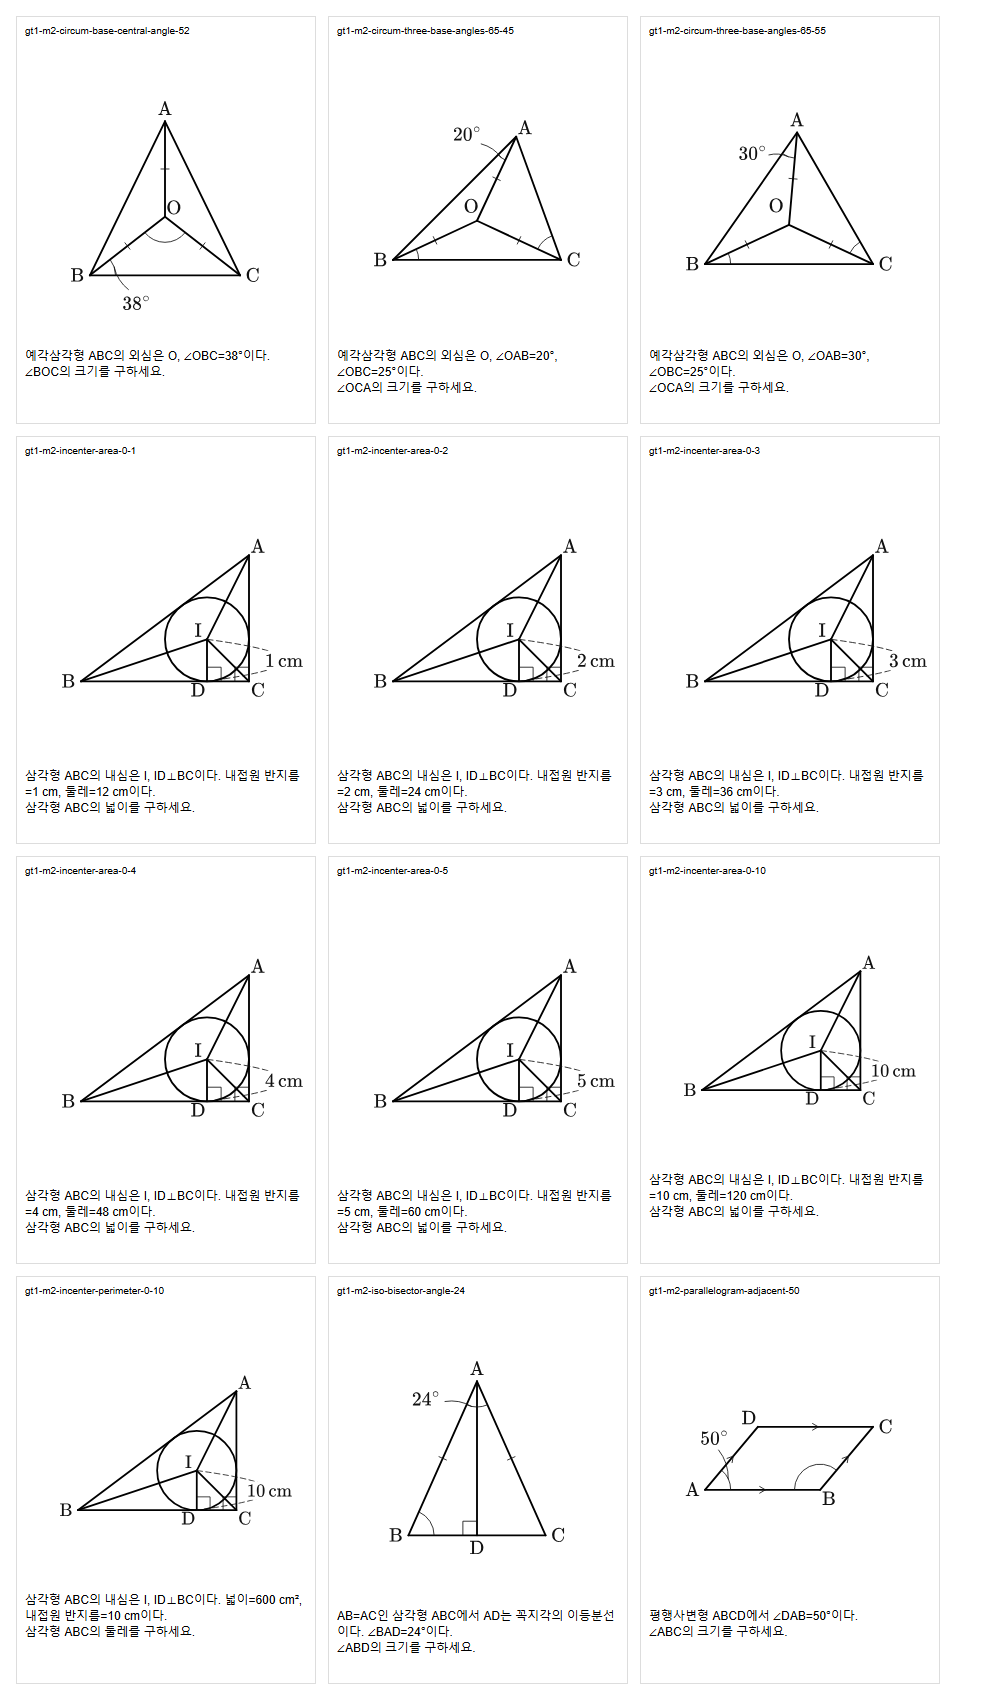 gt1-m2-circum-base-central-angle-52
A
O
B
C
38°
예각삼각형 ABC의 외심은 O, ∠OBC=38°이다.
∠BOC의 크기를 구하세요.
gt1-m2-circum-three-base-angles-65-45
20°
A
O
B
C
예각삼각형 ABC의 외심은 O, ∠OAB=20°,
∠OBC=25°이다.
∠OCA의 크기를 구하세요.
gt1-m2-circum-three-base-angles-65-55
A
30°
O
B
C
예각삼각형 ABC의 외심은 O, ∠OAB=30°,
∠OBC=25°이다.
∠OCA의 크기를 구하세요.
gt1-m2-incenter-area-0-1
A
I
1 cm
B
D
C
삼각형 ABC의 내심은 I, ID⊥BC이다. 내접원 반지름
=1 cm, 둘레=12 cm이다.
삼각형 ABC의 넓이를 구하세요.
gt1-m2-incenter-area-0-2
A
I
2 cm
B
D
C
삼각형 ABC의 내심은 I, ID⊥BC이다. 내접원 반지름
=2 cm, 둘레=24 cm이다.
삼각형 ABC의 넓이를 구하세요.
gt1-m2-incenter-area-0-3
A
I
3 cm
B
D
C
삼각형 ABC의 내심은 I, ID⊥BC이다. 내접원 반지름
=3 cm, 둘레=36 cm이다.
삼각형 ABC의 넓이를 구하세요.
gt1-m2-incenter-area-0-4
A
I
4 cm
B
D
C
삼각형 ABC의 내심은 I, ID⊥BC이다. 내접원 반지름
=4 cm, 둘레=48 cm이다.
삼각형 ABC의 넓이를 구하세요.
gt1-m2-incenter-area-0-5
A
I
5 cm
B
D
C
삼각형 ABC의 내심은 I, ID⊥BC이다. 내접원 반지름
=5 cm, 둘레=60 cm이다.
삼각형 ABC의 넓이를 구하세요.
gt1-m2-incenter-area-0-10
A
I
10 cm
B
D
C
삼각형 ABC의 내심은 I, ID⊥BC이다. 내접원 반지름
=10 cm, 둘레=120 cm이다.
삼각형 ABC의 넓이를 구하세요.
gt1-m2-incenter-perimeter-0-10
A
I
10 cm
B
D
C
삼각형 ABC의 내심은 I, ID⊥BC이다. 넓이=600 cm²,
내접원 반지름=10 cm이다.
삼각형 ABC의 둘레를 구하세요.
gt1-m2-iso-bisector-angle-24
A
24°
B
D
C
AB=AC인 삼각형 ABC에서 AD는 꼭지각의 이등분선
이다. ∠BAD=24°이다.
∠ABD의 크기를 구하세요.
gt1-m2-parallelogram-adjacent-50
D
C
50°
A
B
평행사변형 ABCD에서 ∠DAB=50°이다.
∠ABC의 크기를 구하세요.